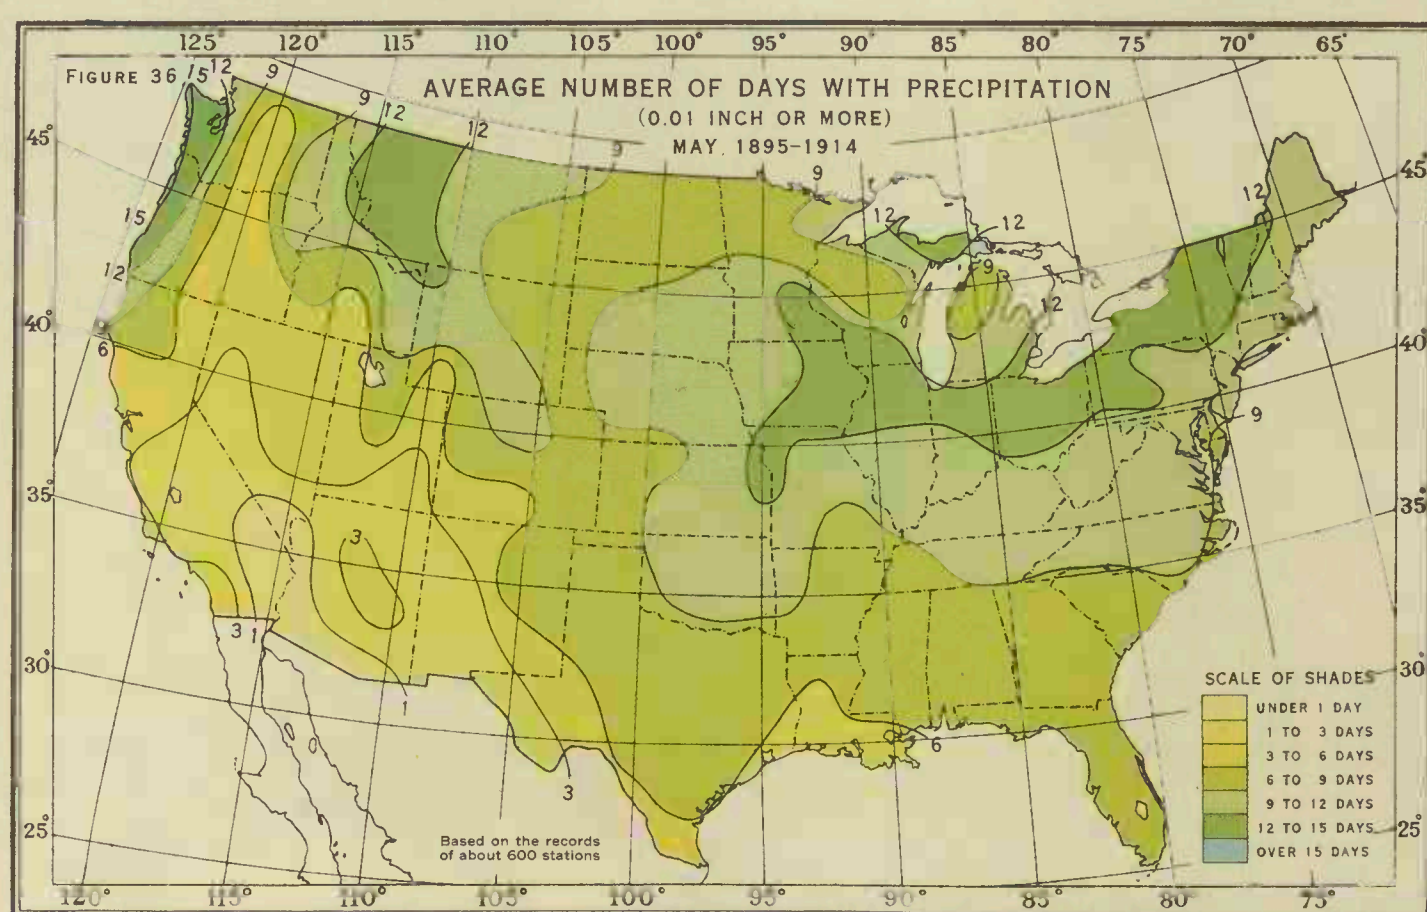 125° 120° 115° 110° 105° 100° 95° 90° 85° 80° 75° 70° 65°
FIGURE 36
AVERAGE NUMBER OF DAYS WITH PRECIPITATION
(0.01 INCH OR MORE)
MAY, 1895-1914
15 12 9 9 12 12 9 9
45° 45°
12 12 12
15
12
9
12
40° 40°
6
9
35° 35°
3
3 1
30° 30°
1
6
3
SCALE OF SHADES
UNDER 1 DAY
1 TO 3 DAYS
3 TO 6 DAYS
6 TO 9 DAYS
9 TO 12 DAYS
12 TO 15 DAYS
OVER 15 DAYS
25° 25°
Based on the records
of about 600 stations
120° 115° 110° 105° 100° 95° 90° 85° 80° 75°